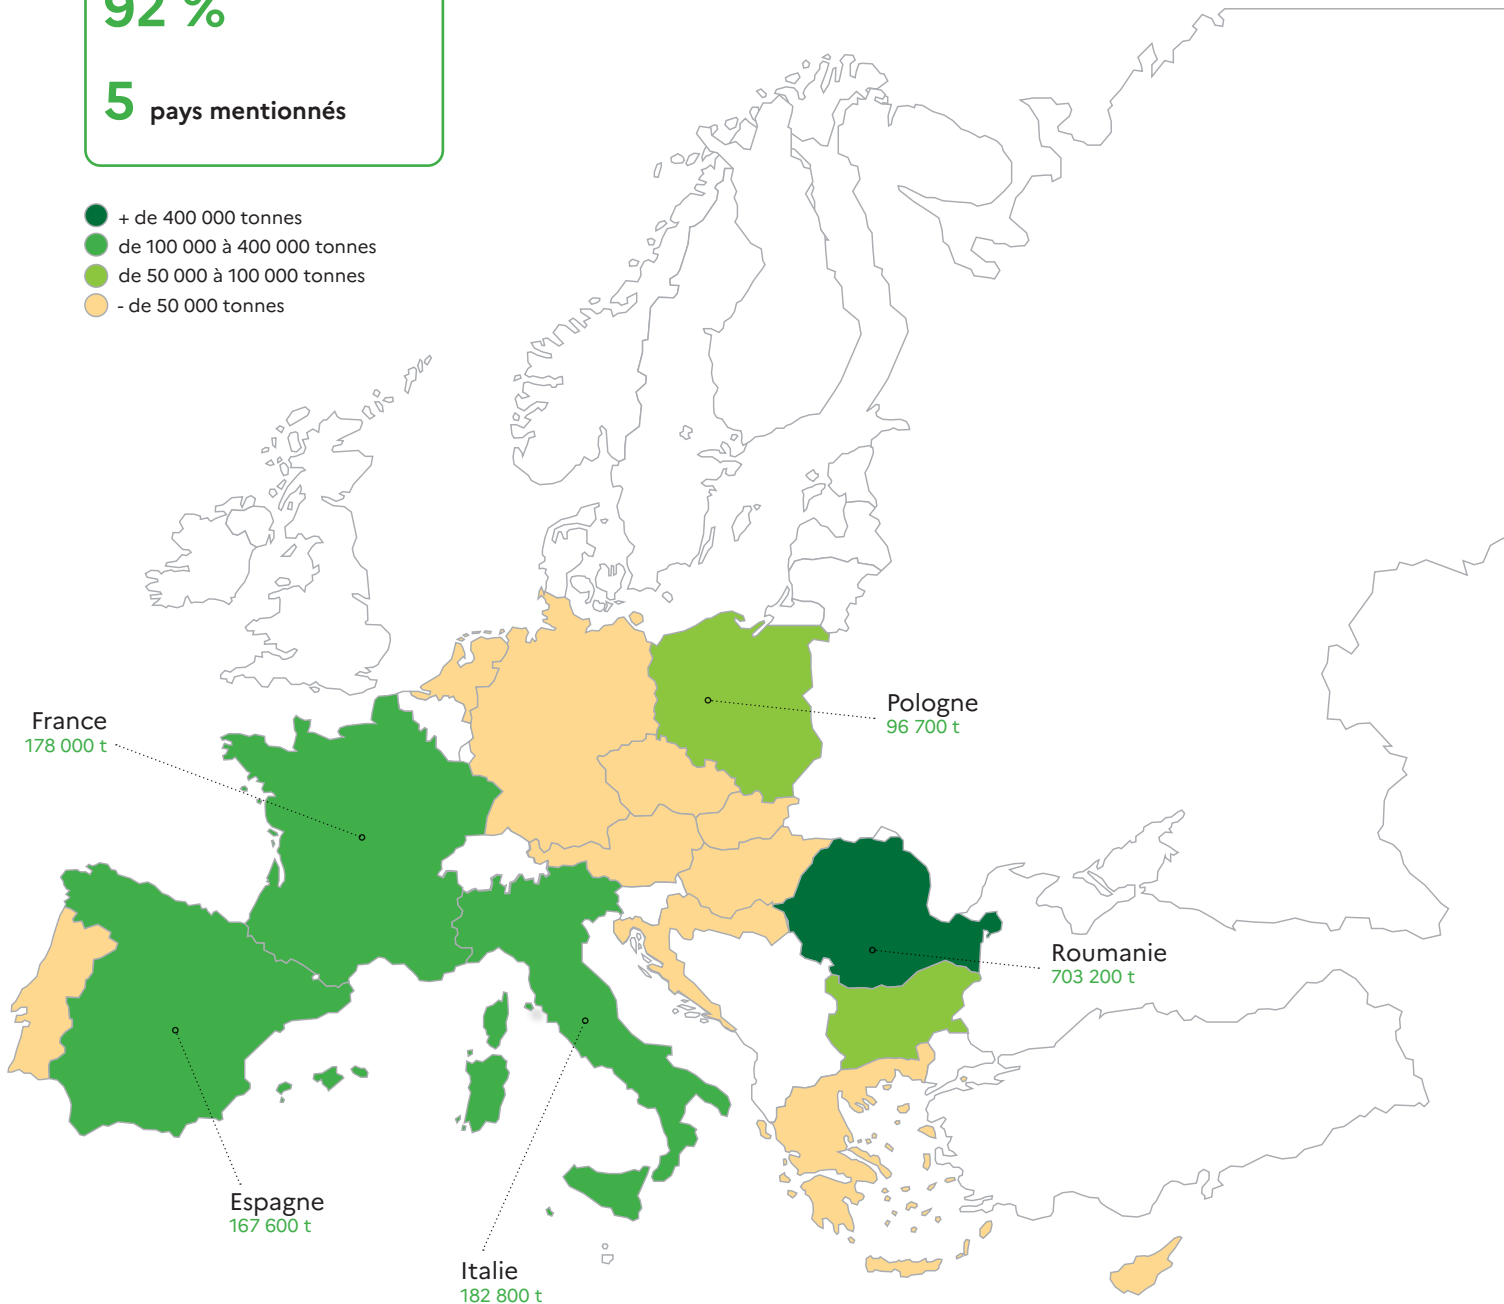 92 %
5 pays mentionnés
+ de 400 000 tonnes
de 100 000 à 400 000 tonnes
de 50 000 à 100 000 tonnes
- de 50 000 tonnes
Pologne
96 700 t
France
178 000 t
Roumanie
703 200 t
Espagne
167 600 t
Italie
182 800 t